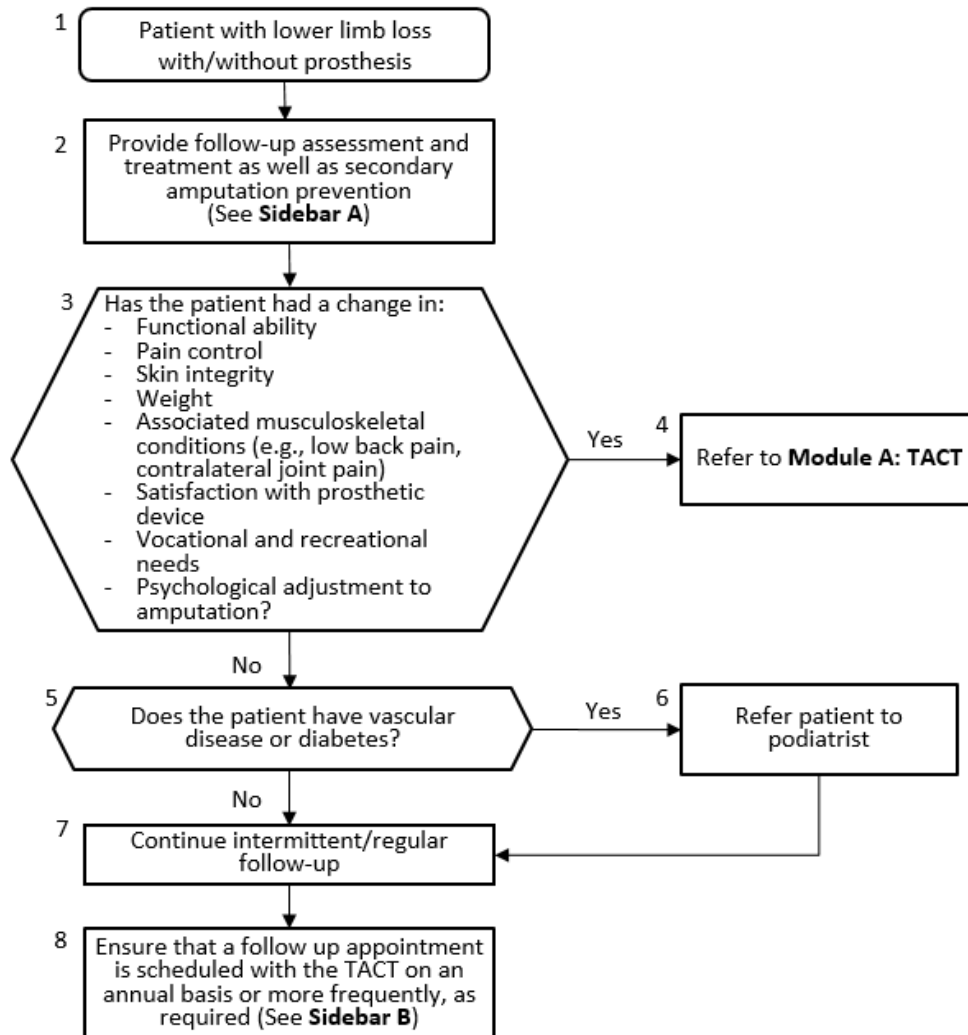 1
Patient with lower limb loss
with/without prosthesis
2
Provide follow-up assessment and
treatment as well as secondary
amputation prevention
(See Sidebar A)
3
Has the patient had a change in:
- Functional ability
- Pain control
- Skin integrity
- Weight
- Associated musculoskeletal
conditions (e.g., low back pain,
contralateral joint pain)
- Satisfaction with prosthetic
device
- Vocational and recreational
needs
- Psychological adjustment to
amputation?
Yes
4
Refer to Module A: TACT
No
5
Does the patient have vascular
disease or diabetes?
Yes
6
Refer patient to
podiatrist
No
7
Continue intermittent/regular
follow-up
8
Ensure that a follow up appointment
is scheduled with the TACT on an
annual basis or more frequently, as
required (See Sidebar B)